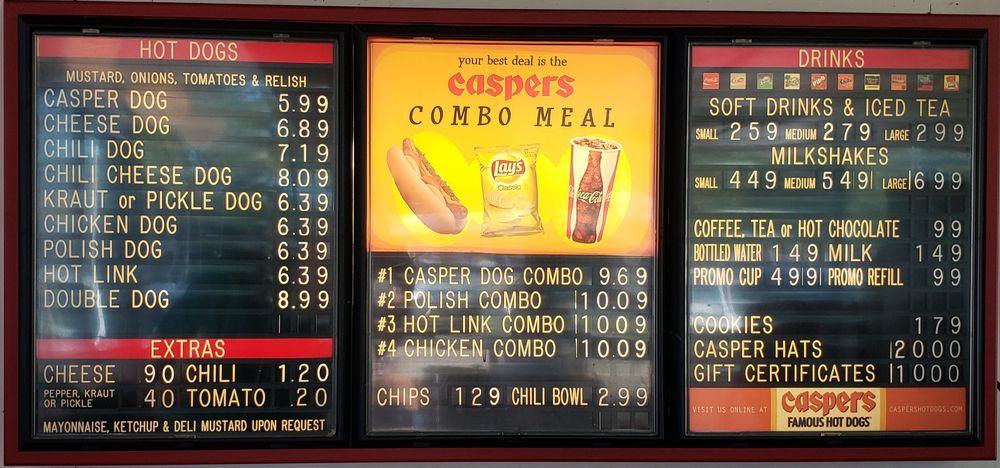 HOT DOGS
MUSTARD, ONIONS, TOMATOES & RELISH
CASPER DOG 5.99
CHEESE DOG 6.89
CHILI DOG 7.19
CHILI CHEESE DOG 8.09
KRAUT or PICKLE DOG 6.39
CHICKEN DOG 6.39
POLISH DOG 6.39
HOT LINK 6.39
DOUBLE DOG 8.99
EXTRAS
CHEESE 90 CHILI 1.20
PEPPER, KRAUT
OR PICKLE 40 TOMATO .20
MAYONNAISE, KETCHUP & DELI MUSTARD UPON REQUEST
your best deal is the
caspers
COMBO MEAL
Lay's
Classic
Coca-Cola
#1 CASPER DOG COMBO 9.69
#2 POLISH COMBO 10.09
#3 HOT LINK COMBO 1009
#4 CHICKEN COMBO 10.09
CHIPS 129 CHILI BOWL 2.99
DRINKS
SOFT DRINKS & ICED TEA
SMALL 259 MEDIUM 279 LARGE 299
MILKSHAKES
SMALL 449 MEDIUM 549 LARGE 699
COFFEE, TEA or HOT CHOCOLATE 99
BOTTLED WATER 149 MILK 149
PROMO CUP 499 PROMO REFILL 99
COOKIES 179
CASPER HATS 2000
GIFT CERTIFICATES 1000
VISIT US ONLINE AT caspers CASPERSHOTDOGS.COM
FAMOUS HOT DOGS